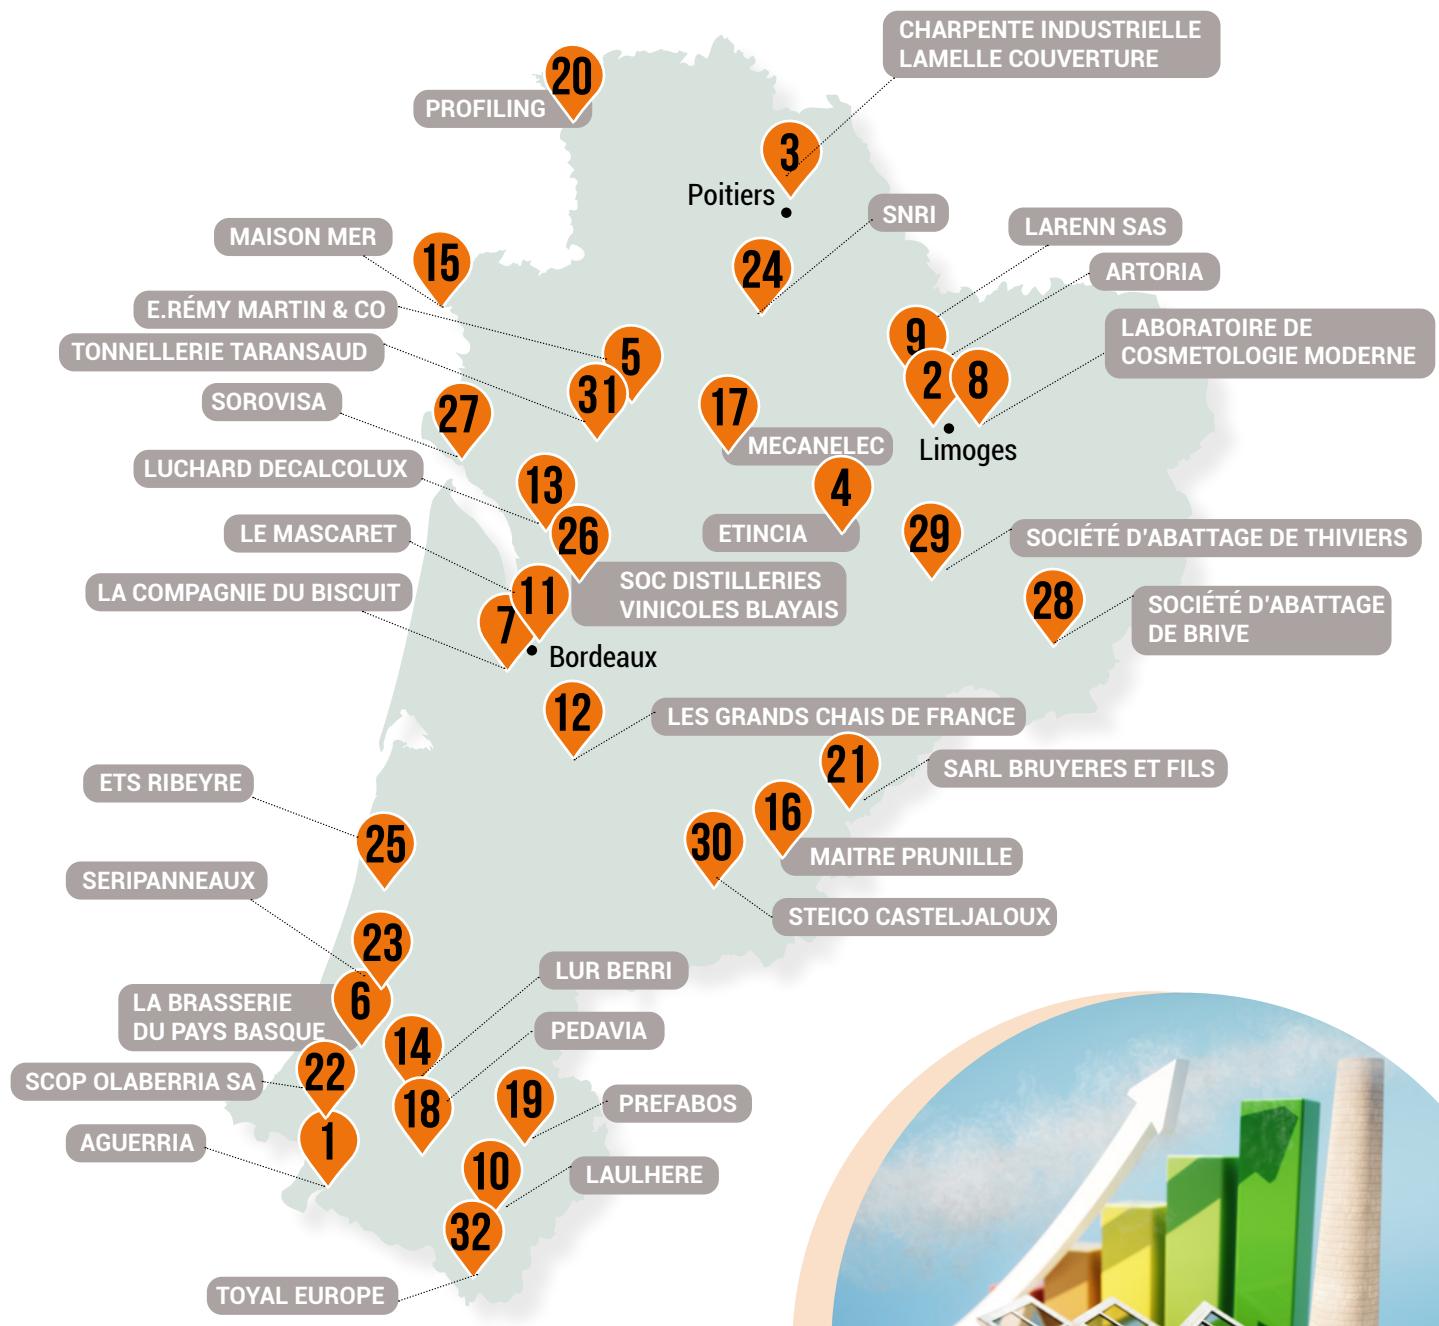 CHARPENTE INDUSTRIELLE
LAMELLE COUVERTURE
20
PROFILING
3
Poitiers
SNRI
LARENN SAS
MAISON MER
15
24
ARTORIA
E.RÉMY MARTIN & CO
9
LABORATOIRE DE
COSMETOLOGIE MODERNE
TONNELLERIE TARANSAUD
5
31
2
8
SOROVISA
27
17
MECANELEC
Limoges
LUCHARD DECALCOLUX
13
4
LE MASCARET
26
ETINCIA
29
SOCIÉTÉ D'ABATTAGE DE THIVIERS
LA COMPAGNIE DU BISCUIT
11
SOC DISTILLERIES
VINICOLES BLAYAIS
28
SOCIÉTÉ D'ABATTAGE
DE BRIVE
7
Bordeaux
12
LES GRANDS CHAIS DE FRANCE
21
SARL BRUYERES ET FILS
ETS RIBEYRE
16
25
30
MAITRE PRUNILLE
SERIPANNEAUX
STEICO CASTELJALOUX
23
LUR BERRI
LA BRASSERIE
DU PAYS BASQUE
6
14
PEDAVIA
SCOP OLABERRIA SA
22
18
19
PREFABOS
AGUERRIA
1
10
LAULHERE
32
TOYAL EUROPE